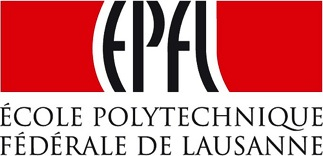 EPFL
ÉCOLE POLYTECHNIQUE
FÉDÉRALE DE LAUSANNE